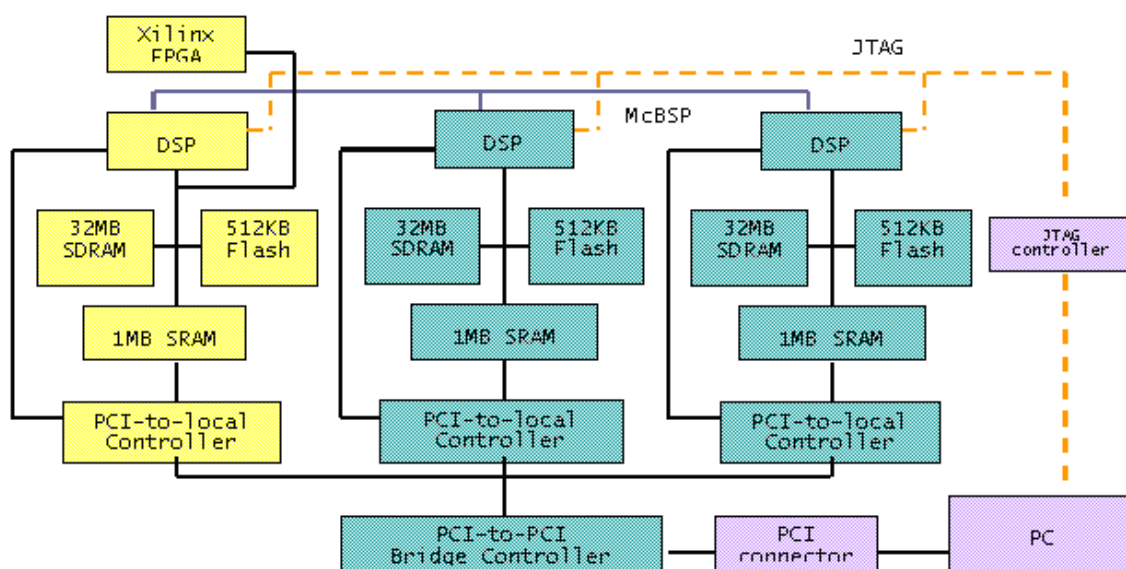 Xilinx
FPGA
JTAG
McBSP
DSP
DSP
DSP
32MB
SDRAM
512KB
Flash
32MB
SDRAM
512KB
Flash
32MB
SDRAM
512KB
Flash
JTAG
controller
1MB SRAM
1MB SRAM
1MB SRAM
PCI-to-local
Controller
PCI-to-local
Controller
PCI-to-local
Controller
PCI-to-PCI
Bridge Controller
PCI
connector
PC